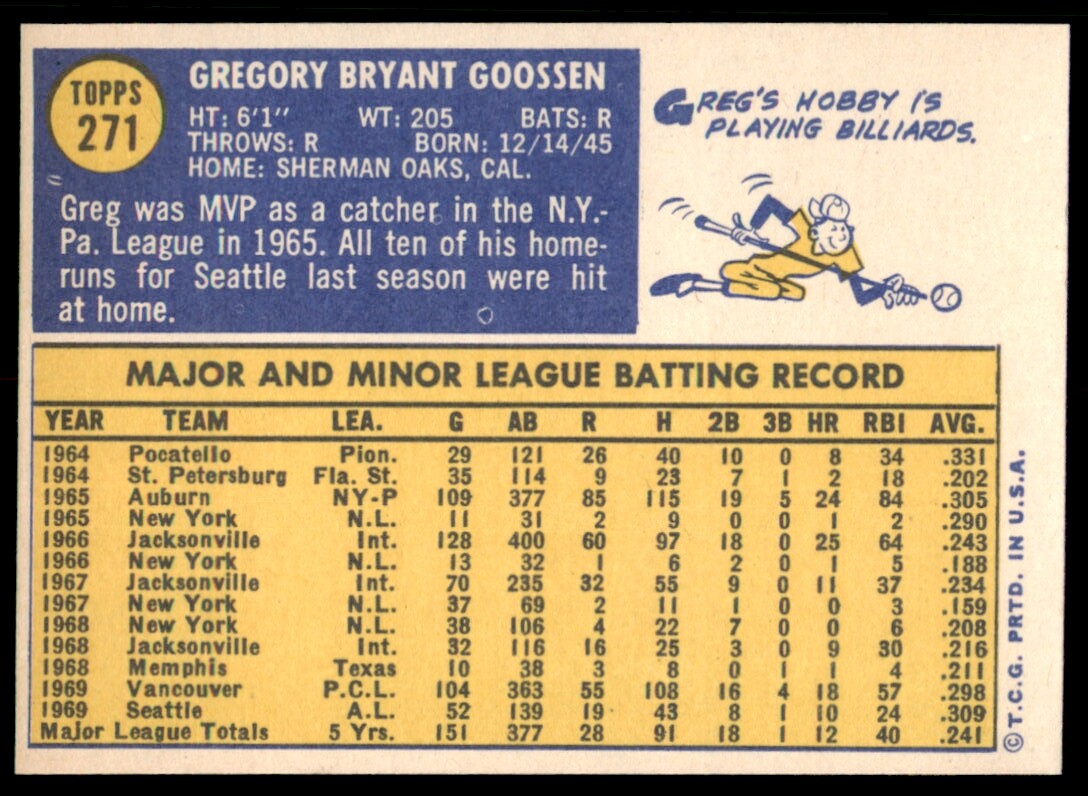 TOPPS
271
GREGORY BRYANT GOOSSEN
HT: 6'1" WT: 205 BATS: R
THROWS: R BORN: 12/14/45
HOME: SHERMAN OAKS, CAL.
Greg was MVP as a catcher in the N.Y.-
Pa. League in 1965. All ten of his home-
runs for Seattle last season were hit
at home.
GREG'S HOBBY IS
PLAYING BILLIARDS.
MAJOR AND MINOR LEAGUE BATTING RECORD
YEAR TEAM LEA. G AB R H 2B 3B HR RBI AVG.
1964 Pocatello Pion. 29 121 26 40 10 0 8 34 .331
1964 St. Petersburg Fla. St. 35 114 9 23 7 1 2 18 .202
1965 Auburn NY-P 109 377 85 115 19 5 24 84 .305
1965 New York N.L. 11 31 2 9 0 0 1 2 .290
1966 Jacksonville Int. 128 400 60 97 18 0 25 64 .243
1966 New York N.L. 13 32 1 6 2 0 1 5 .188
1967 Jacksonville Int. 70 235 32 55 9 0 11 37 .234
1967 New York N.L. 37 69 2 11 1 0 0 3 .159
1968 New York N.L. 38 106 4 22 7 0 0 6 .208
1968 Jacksonville Int. 32 116 16 25 3 0 9 30 .216
1968 Memphis Texas 10 38 3 8 0 1 1 4 .211
1969 Vancouver P.C.L. 104 363 55 108 16 4 18 57 .298
1969 Seattle A.L. 52 139 19 43 8 1 10 24 .309
Major League Totals 5 Yrs. 151 377 28 91 18 1 12 40 .241
© T.C.G. PRTD. IN U.S.A.